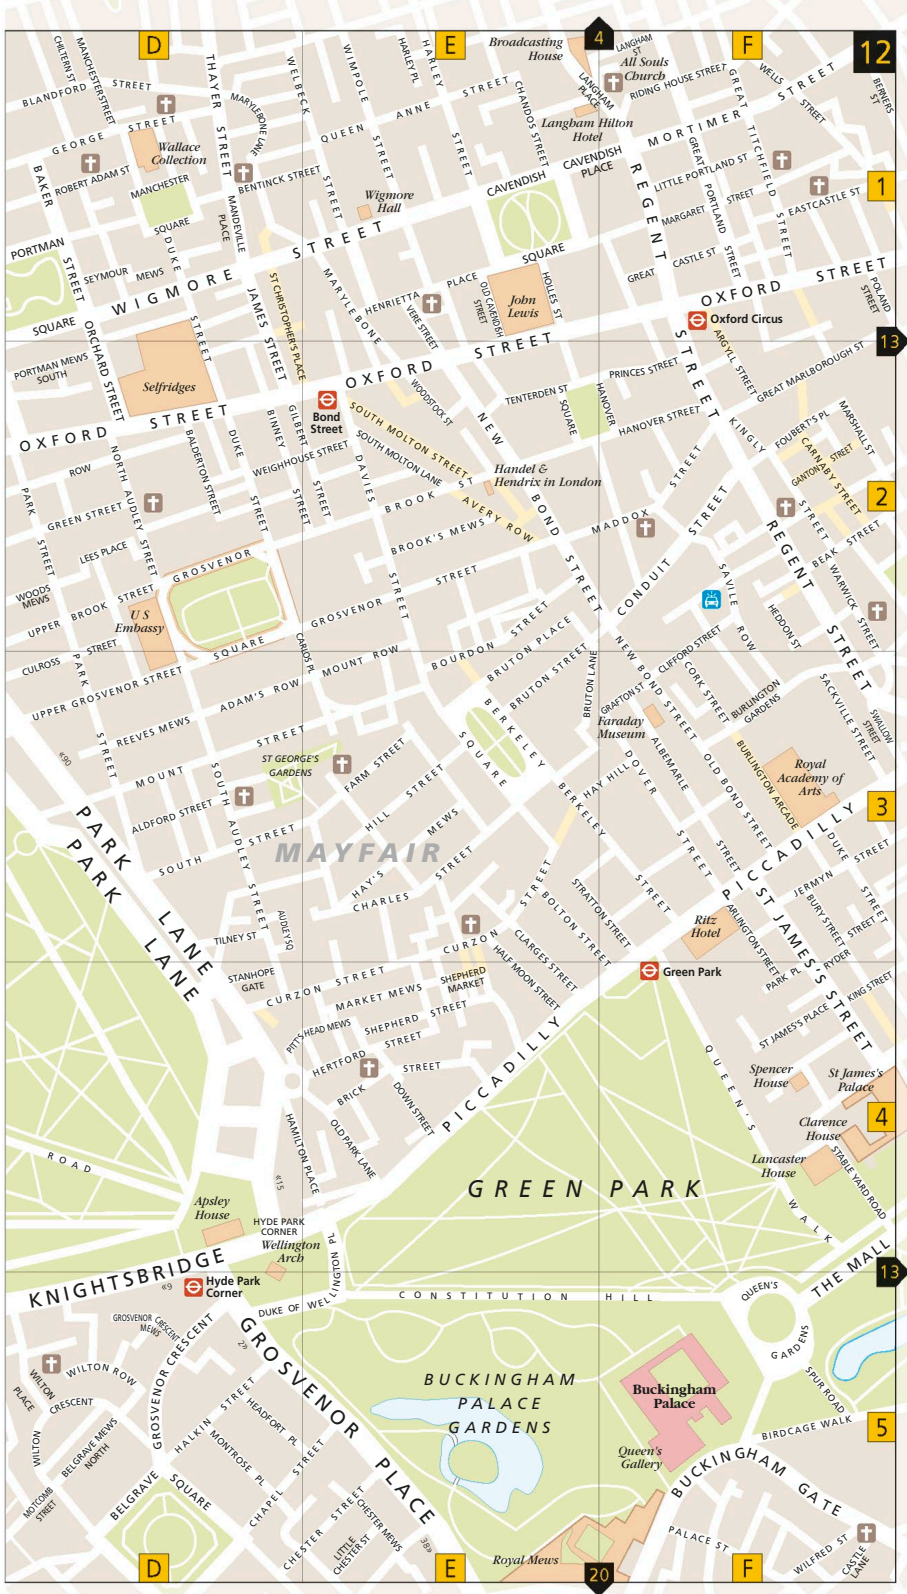 D
E
4
F
12
CHILTERN ST
MANCHESTER STREET
THAYER STREET
WELBECK STREET
WIMPOLE STREET
HARLEY PL
HARLEY STREET
Broadcasting
House
LANGHAM
ST
All Souls
Church
LANGHAM
PLACE
RIDING HOUSE STREET
GREAT TITCHFIELD STREET
WELLS STREET
BERNERS
ST
BLANDFORD STREET
MARYLEBONE LANE
QUEEN ANNE STREET
CHANDOS STREET
Langham Hilton
Hotel
MORTIMER STREET
GEORGE STREET
Wallace
Collection
BAKER STREET
ROBERT ADAM ST
MANCHESTER SQUARE
BENTINCK STREET
MANDEVILLE
PLACE
Wigmore
Hall
CAVENDISH SQUARE
CAVENDISH
PLACE
REGENT STREET
LITTLE PORTLAND ST
GREAT PORTLAND STREET
MARGARET STREET
EASTCASTLE ST
1
PORTMAN SQUARE
SEYMOUR MEWS
DUKE STREET
WIGMORE STREET
JAMES STREET
ST CHRISTOPHER'S PLACE
MARYLEBONE
HENRIETTA PLACE
VERE STREET
OLD CAVENDISH
STREET
John
Lewis
HOLLES ST
GREAT CASTLE ST
OXFORD STREET
POLAND
STREET
Oxford Circus
ARGYLL STREET
13
PORTMAN MEWS
SOUTH
ORCHARD STREET
Selfridges
OXFORD STREET
Bond
Street
OXFORD STREET
WOODSTOCK ST
NEW BOND STREET
TENTERDEN ST
HANOVER
SQUARE
PRINCES STREET
HANOVER STREET
GREAT MARLBOROUGH ST
KINGLY STREET
FOUBERT'S PL
MARSHALL ST
CARNABY STREET
GANTON STREET
2
PARK STREET
ROW
NORTH AUDLEY STREET
BALDERTON STREET
DUKE STREET
BINNEY STREET
GILBERT STREET
WEIGHHOUSE STREET
DAVIES STREET
SOUTH MOLTON STREET
SOUTH MOLTON LANE
BROOK ST
AVERY ROW
Handel &
Hendrix in London
MADDOX STREET
REGENT STREET
GREEN STREET
LEES PLACE
BROOK'S MEWS
CONDUIT STREET
SAVILE ROW
HEDDON ST
BEAK STREET
WARWICK STREET
WOODS
MEWS
UPPER BROOK STREET
GROSVENOR SQUARE
U S
Embassy
GROSVENOR STREET
CULROSS STREET
PARK STREET
UPPER GROSVENOR STREET
CARLOS PL
MOUNT ROW
ADAM'S ROW
BOURDON STREET
BRUTON PLACE
BRUTON STREET
BRUTON LANE
GRAFTON ST
CLIFFORD STREET
CORK STREET
NEW BOND STREET
BURLINGTON
GARDENS
SACKVILLE STREET
SWALLOW
STREET
REEVES MEWS
MOUNT STREET
ST GEORGE'S
GARDENS
FARM STREET
BERKELEY SQUARE
Faraday
Museum
HAY HILL
DOVER STREET
ALBEMARLE STREET
OLD BOND STREET
BURLINGTON ARCADE
Royal
Academy of
Arts
3
«90
ALDFORD STREET
SOUTH AUDLEY STREET
SOUTH STREET
HILL STREET
HAY'S MEWS
BERKELEY STREET
MAYFAIR
PARK LANE
PARK LANE
CHARLES STREET
STRATTON STREET
BOLTON STREET
PICCADILLY
DUKE STREET
JERMYN STREET
BURY STREET
RYDER STREET
ST JAMES'S STREET
Ritz
Hotel
ARLINGTON STREET
PARK PL
TILNEY ST
AUDLEY SQ
STANHOPE
GATE
CURZON STREET
CURZON STREET
CLARGES STREET
HALF MOON STREET
SHEPHERD
MARKET
MARKET MEWS
Green Park
KING STREET
ST JAMES'S PLACE
PITT'S HEAD MEWS
SHEPHERD STREET
HERTFORD STREET
BRICK STREET
DOWN STREET
PICCADILLY
QUEEN'S WALK
Spencer
House
St James's
Palace
Clarence
House
4
Lancaster
House
STABLE YARD ROAD
HAMILTON PLACE
OLD PARK LANE
«15
ROAD
GREEN PARK
Apsley
House
HYDE PARK
CORNER
Wellington
Arch
DUKE OF WELLINGTON PL
KNIGHTSBRIDGE
«9
Hyde Park
Corner
CONSTITUTION HILL
QUEEN'S GARDENS
THE MALL
13
GROSVENOR CRESCENT
MEWS
GROSVENOR CRESCENT
2»
GROSVENOR PLACE
WILTON ROW
WILTON
PLACE
WILTON CRESCENT
BELGRAVE MEWS
NORTH
HALKIN STREET
HEADFORT PL
MONTROSE PL
CHAPEL STREET
BUCKINGHAM
PALACE
GARDENS
Buckingham
Palace
Queen's
Gallery
SPUR ROAD
BIRDCAGE WALK
BUCKINGHAM GATE
5
MOTCOMB
STREET
BELGRAVE SQUARE
CHESTER STREET
CHESTER MEWS
LITTLE
CHESTER ST
38»
Royal Mews
PALACE ST
WILFRED ST
CASTLE
LANE
D
E
20
F